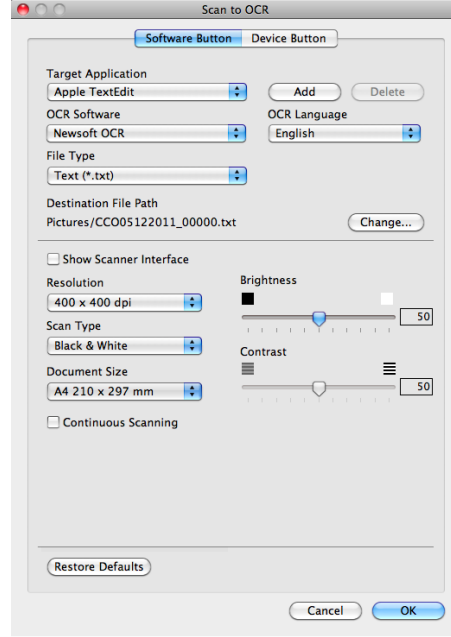 Scan to OCR
Software Button Device Button
Target Application
Apple TextEdit Add Delete
OCR Software OCR Language
Newsoft OCR English
File Type
Text (*.txt)
Destination File Path
Pictures/CCO05122011_00000.txt Change...
Show Scanner Interface
Resolution Brightness
400 x 400 dpi 50
Scan Type
Black & White Contrast
Document Size
A4 210 x 297 mm 50
Continuous Scanning
Restore Defaults
Cancel OK